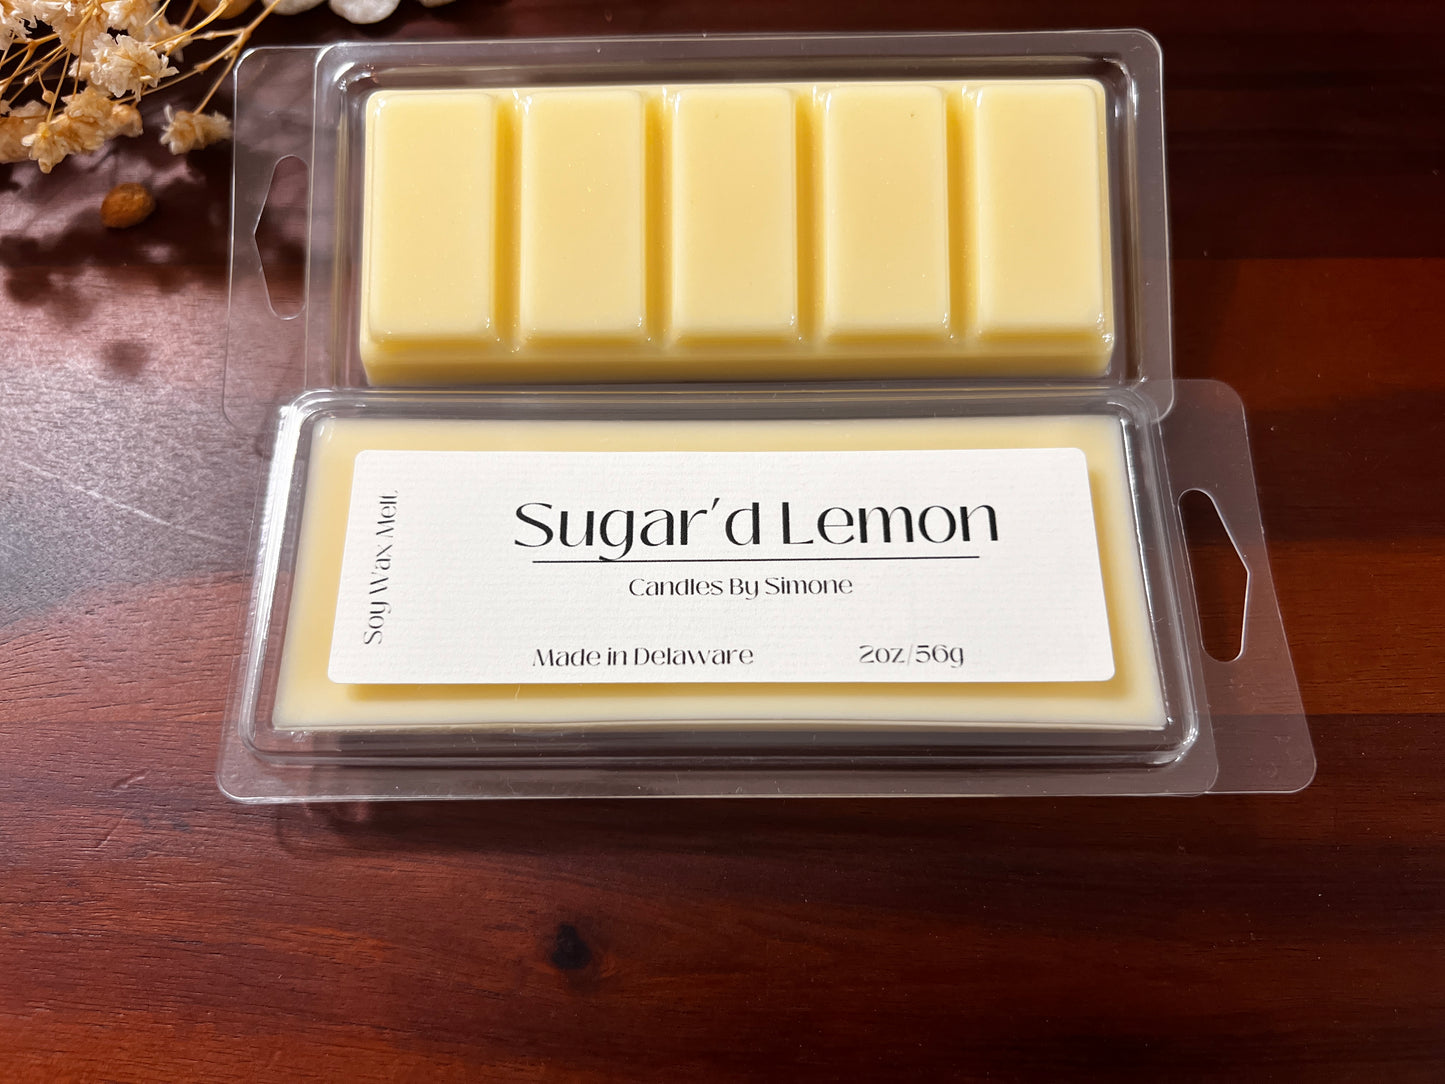 Sugar'd Lemon
Candles By Simone
Soy Wax Melt
Made in Delaware
2oz/56g